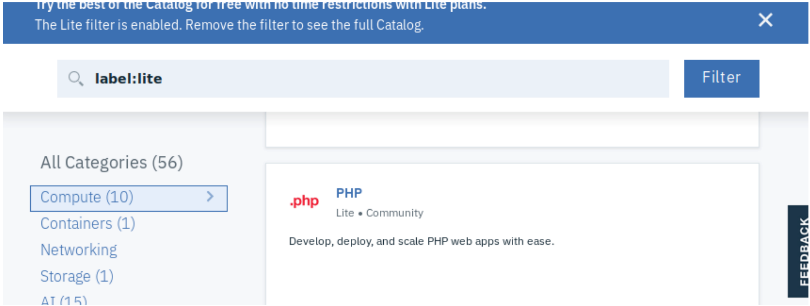 Try the best of the Catalog for free with no time restrictions with Lite plans.
The Lite filter is enabled. Remove the filter to see the full Catalog.
label:lite
Filter
All Categories (56)
Compute (10)
Containers (1)
Networking
Storage (1)
AI (15)
.php
PHP
Lite • Community
Develop, deploy, and scale PHP web apps with ease.
FEEDBACK